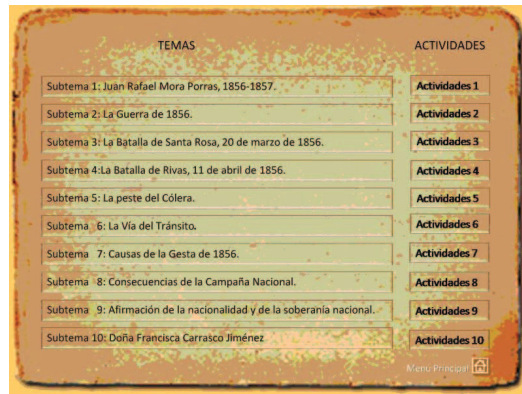 TEMAS ACTIVIDADES
Subtema 1: Juan Rafael Mora Porras, 1856-1857. Actividades 1
Subtema 2: La Guerra de 1856. Actividades 2
Subtema 3: La Batalla de Santa Rosa, 20 de marzo de 1856. Actividades 3
Subtema 4:La Batalla de Rivas, 11 de abril de 1856. Actividades 4
Subtema 5: La peste del Cólera. Actividades 5
Subtema 6: La Vía del Tránsito. Actividades 6
Subtema 7: Causas de la Gesta de 1856. Actividades 7
Subtema 8: Consecuencias de la Campaña Nacional. Actividades 8
Subtema 9: Afirmación de la nacionalidad y de la soberanía nacional. Actividades 9
Subtema 10: Doña Francisca Carrasco Jiménez Actividades 10
Menú Principal